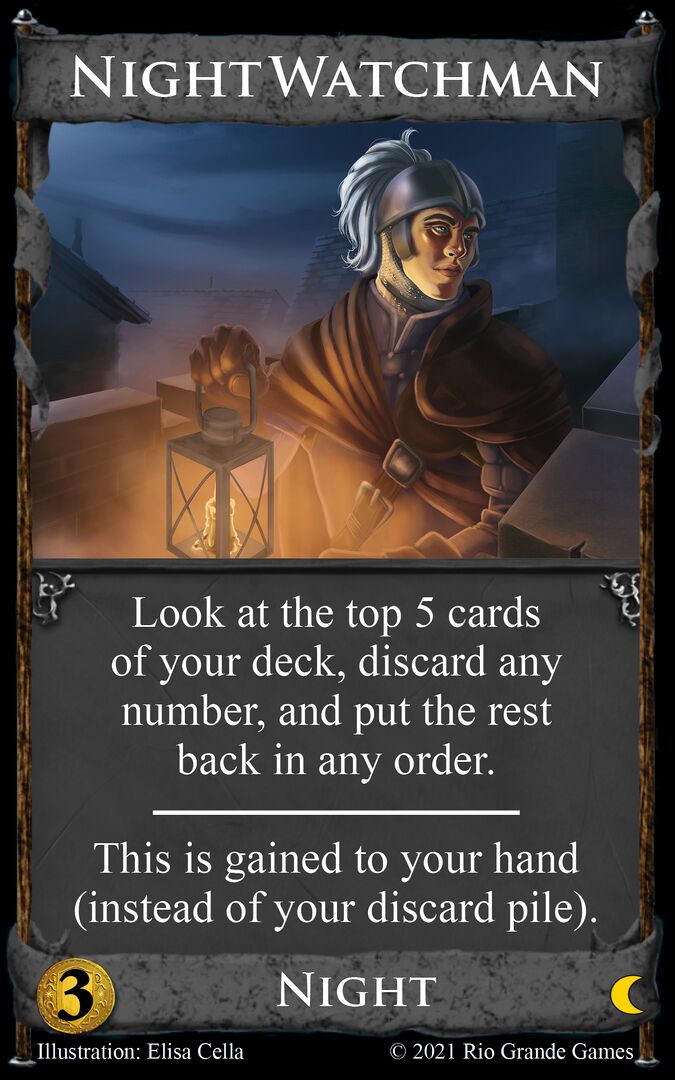 Night Watchman
Look at the top 5 cards
of your deck, discard any
number, and put the rest
back in any order.
This is gained to your hand
(instead of your discard pile).
3
Night
Illustration: Elisa Cella
© 2021 Rio Grande Games